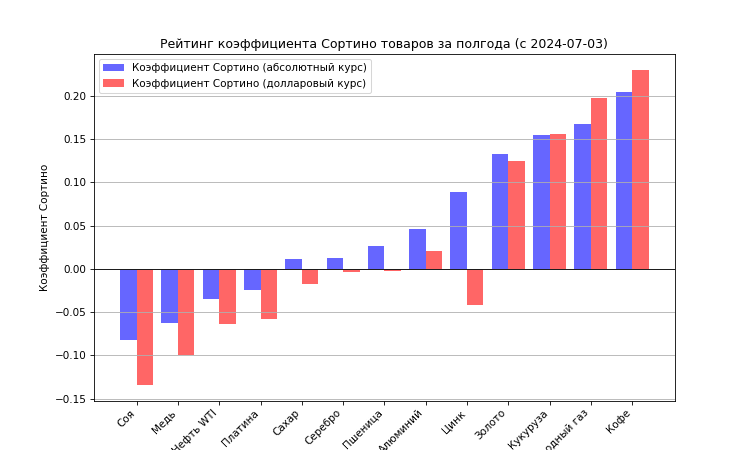 Рейтинг коэффициента Сортино товаров за полгода (с 2024-07-03)
Коэффициент Сортино (абсолютный курс)
Коэффициент Сортино (долларовый курс)
Коэффициент Сортино
0.20
0.15
0.10
0.05
0.00
−0.05
−0.10
−0.15
Соя
Медь
Нефть WTI
Платина
Сахар
Серебро
Пшеница
Алюминий
Цинк
Золото
Кукуруза
газ
Кофе